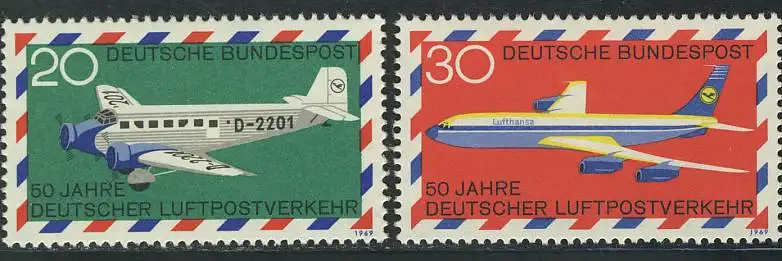 20 DEUTSCHE BUNDESPOST
D-2201
50 JAHRE
DEUTSCHER LUFTPOSTVERKEHR
1969
30 DEUTSCHE BUNDESPOST
Lufthansa
50 JAHRE
DEUTSCHER LUFTPOSTVERKEHR
1969